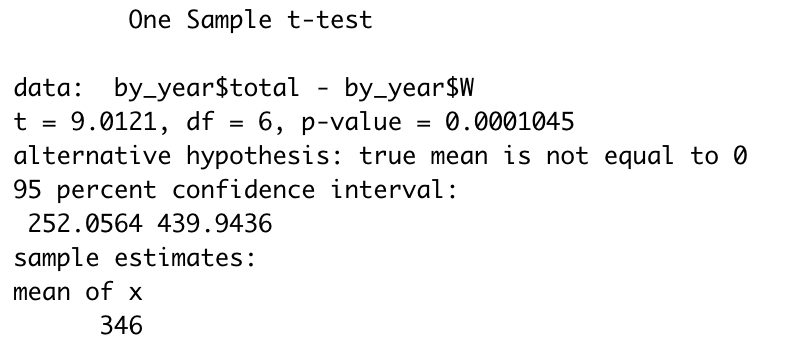 One Sample t-test
data:  by_year$total - by_year$W
t = 9.0121, df = 6, p-value = 0.0001045
alternative hypothesis: true mean is not equal to 0
95 percent confidence interval:
252.0564 439.9436
sample estimates:
mean of x
346